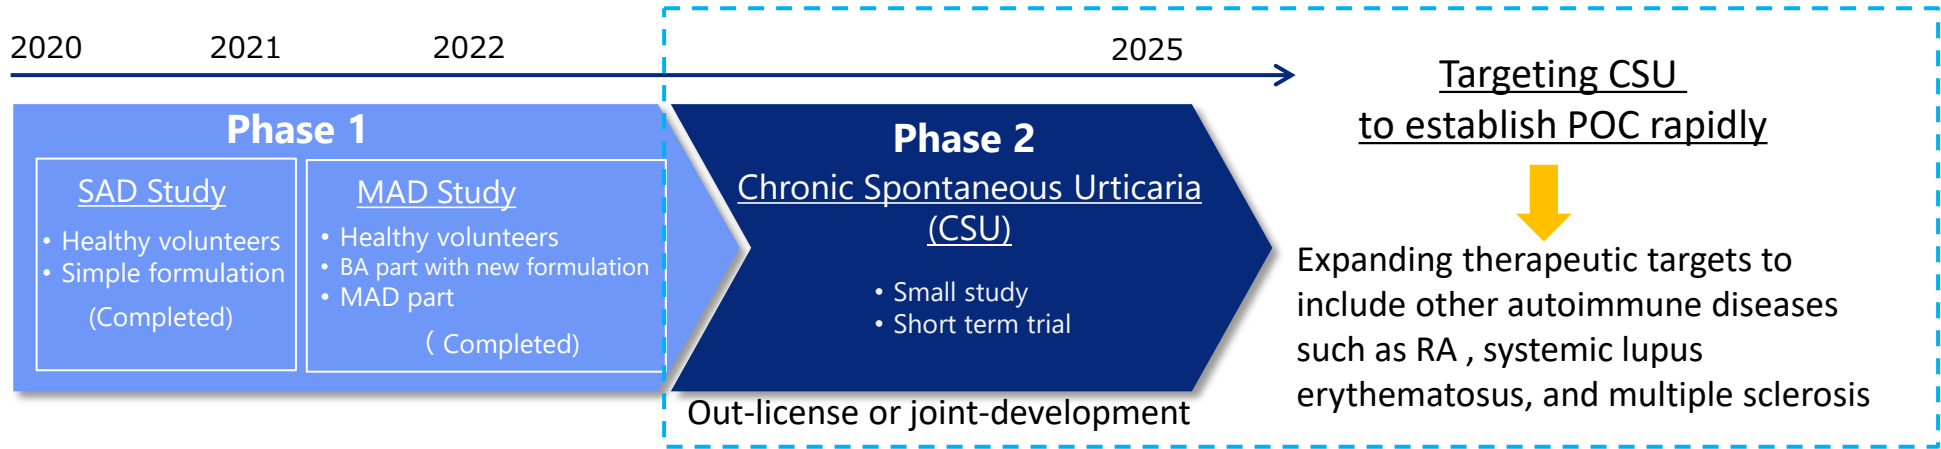 2020 2021 2022 2025
Phase 1
SAD Study
• Healthy volunteers
• Simple formulation
(Completed)
MAD Study
• Healthy volunteers
• BA part with new formulation
• MAD part
( Completed)
Phase 2
Chronic Spontaneous Urticaria
(CSU)
• Small study
• Short term trial
Out-license or joint-development
Targeting CSU
to establish POC rapidly
Expanding therapeutic targets to
include other autoimmune diseases
such as RA , systemic lupus
erythematosus, and multiple sclerosis